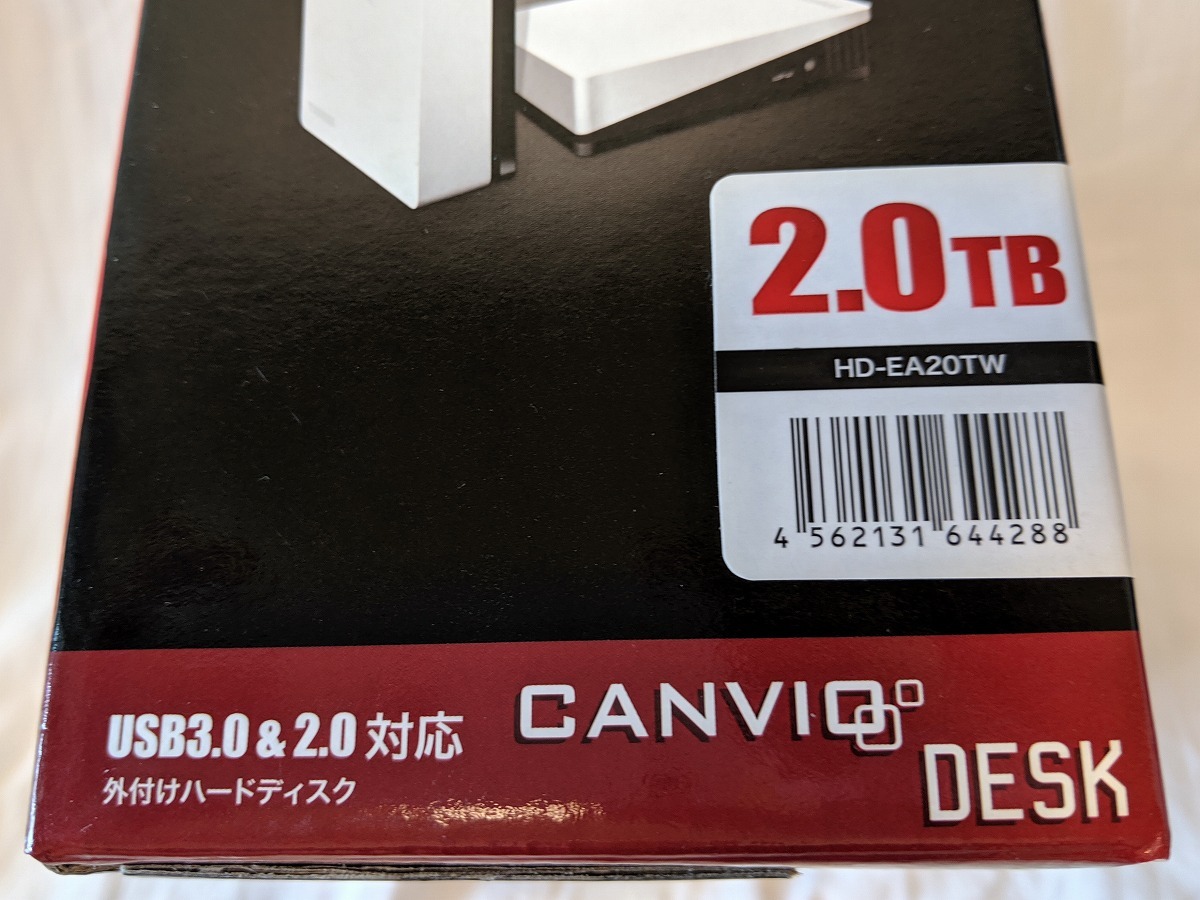 2.0TB
HD-EA20TW
4 562131 644288
USB3.0 & 2.0 対応
外付けハードディスク
CANVIO
DESK